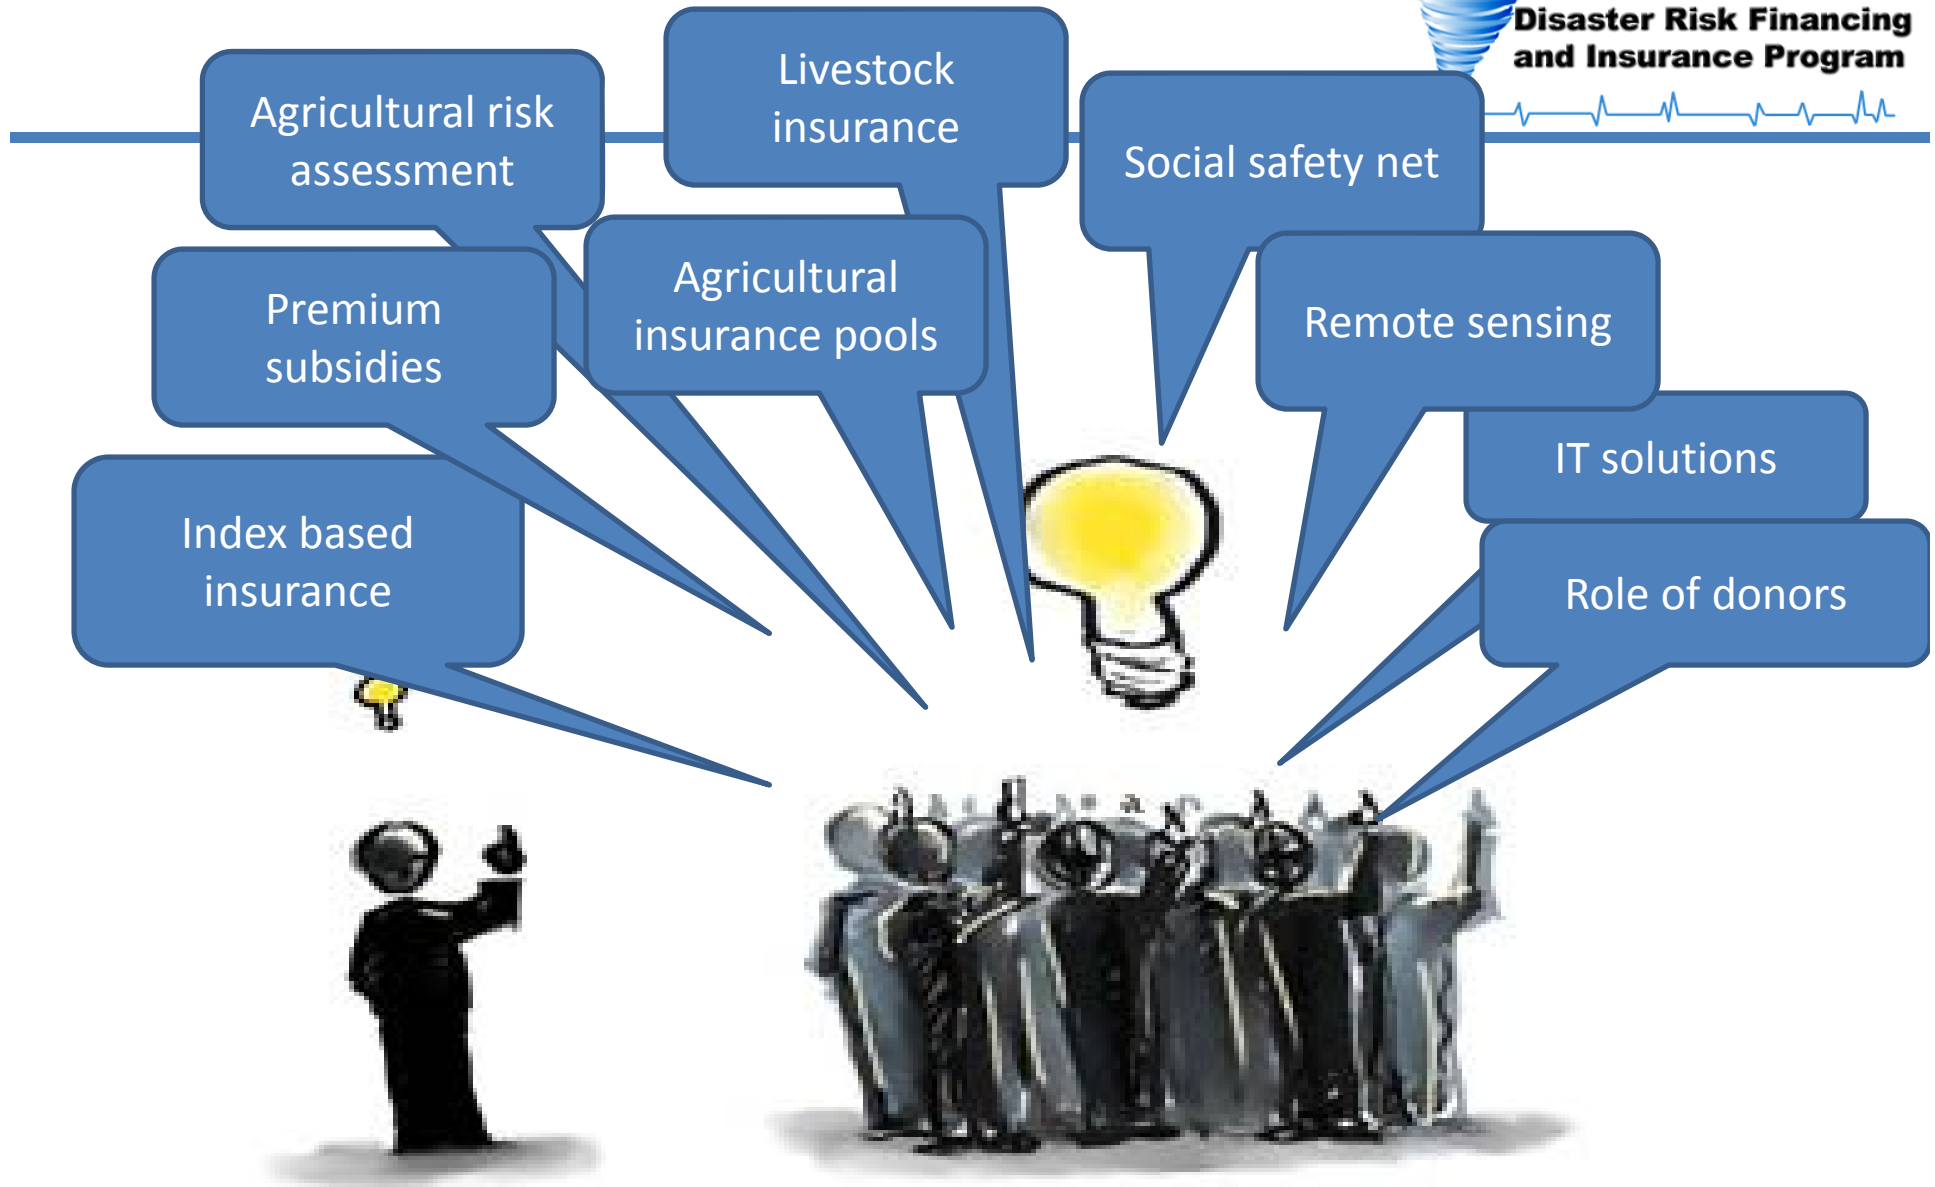 Disaster Risk Financing
and Insurance Program
Livestock
insurance
Agricultural risk
assessment
Social safety net
Agricultural
insurance pools
Premium
subsidies
Remote sensing
IT solutions
Index based
insurance
Role of donors